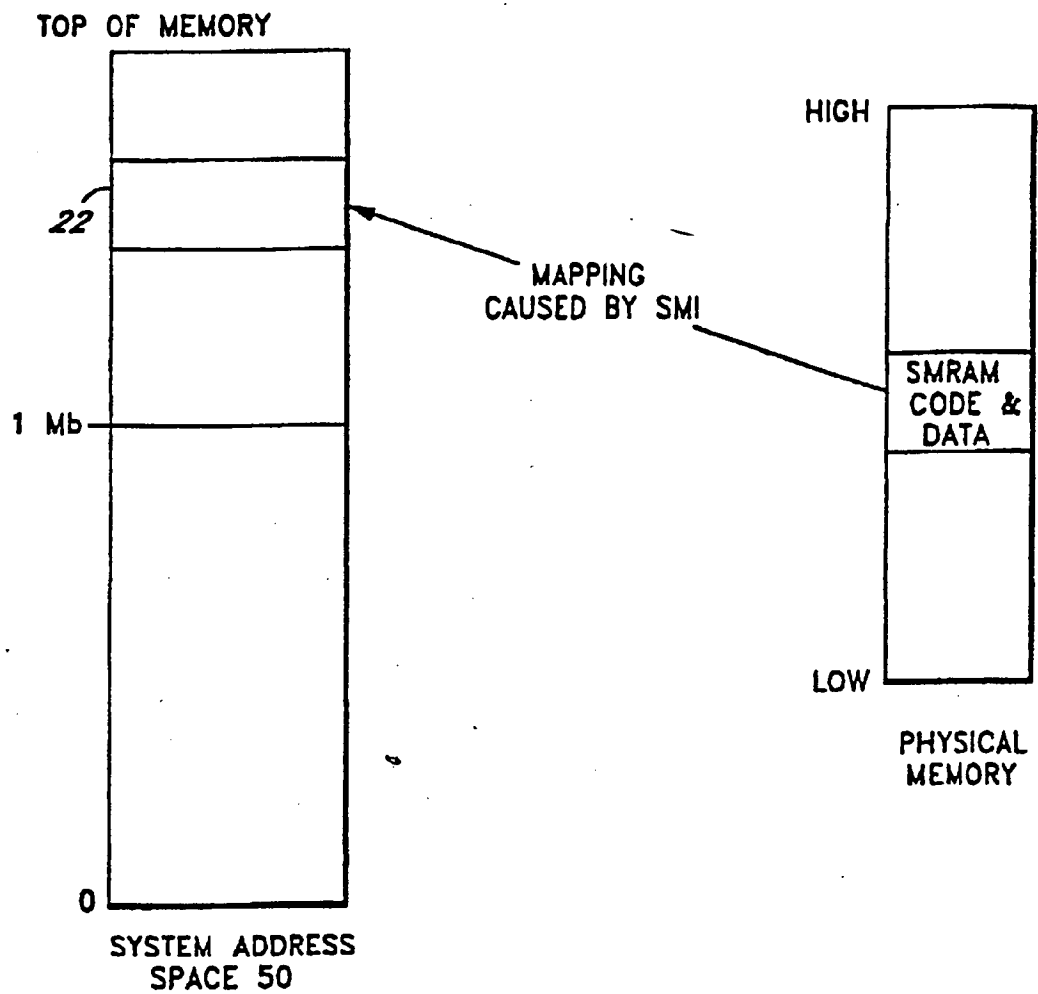 TOP OF MEMORY
HIGH
22
MAPPING
CAUSED BY SMI
SMRAM
CODE &
DATA
1 Mb
LOW
PHYSICAL
MEMORY
0
SYSTEM ADDRESS
SPACE 50